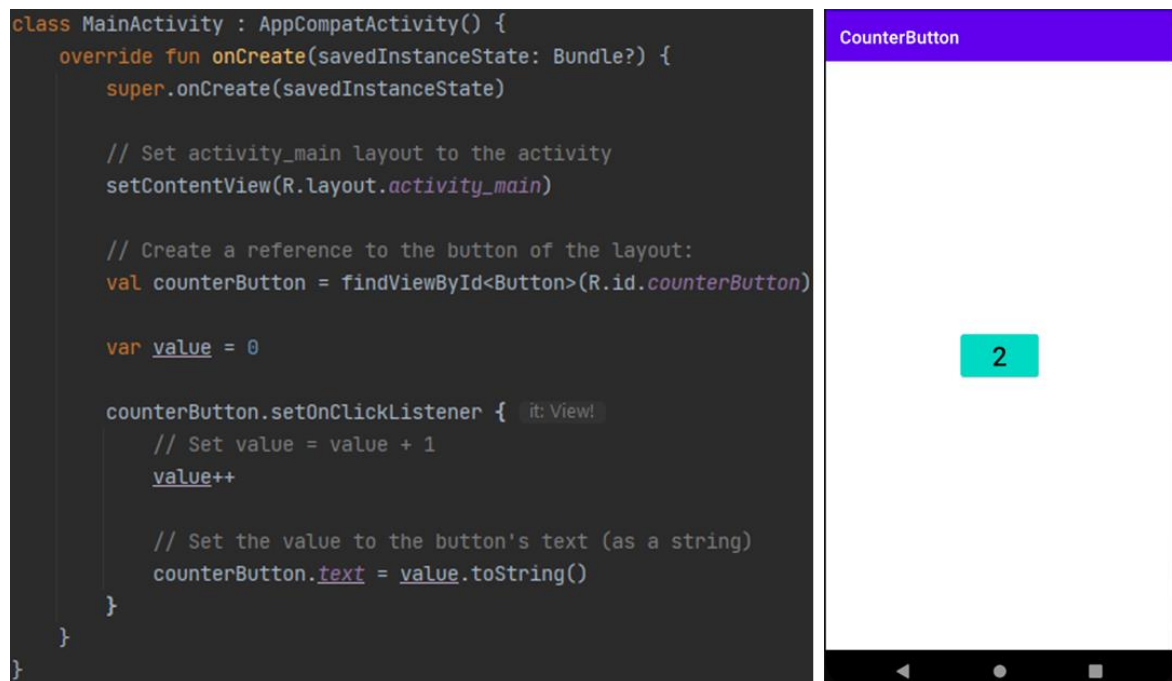 class MainActivity : AppCompatActivity() {
override fun onCreate(savedInstanceState: Bundle?) {
super.onCreate(savedInstanceState)
// Set activity_main layout to the activity
setContentView(R.layout.activity_main)
// Create a reference to the button of the layout:
val counterButton = findViewById<Button>(R.id.counterButton)
var value = 0
counterButton.setOnClickListener { it: View!
// Set value = value + 1
value++
// Set the value to the button's text (as a string)
counterButton.text = value.toString()
}
}
}
CounterButton
2